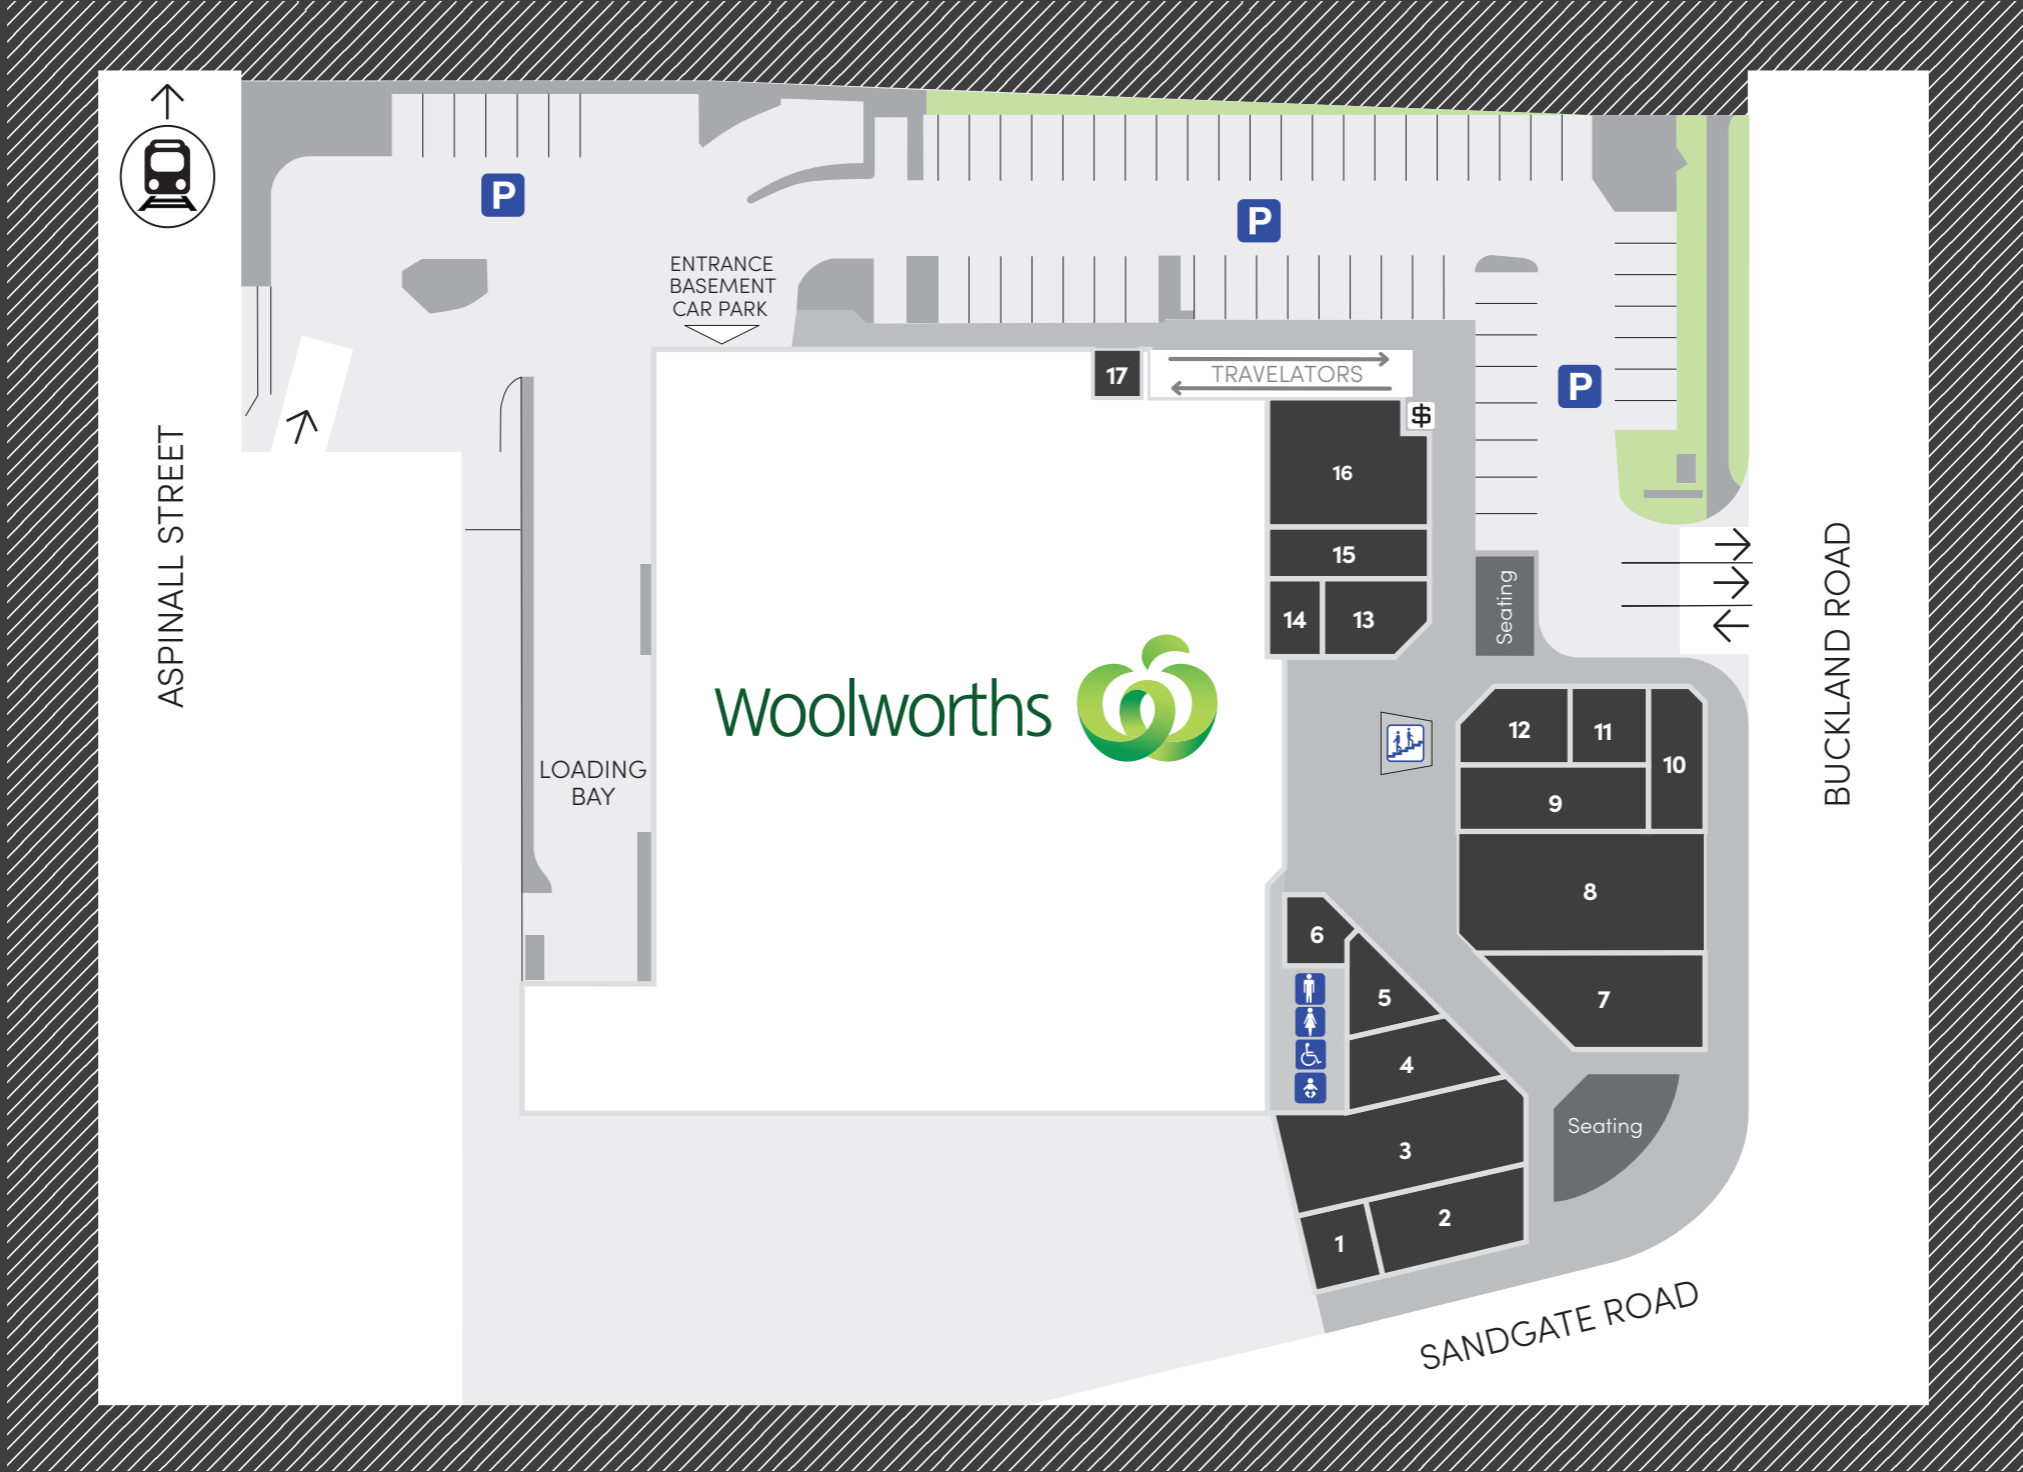 P
P
ENTRANCE
BASEMENT
CAR PARK
17
TRAVELATORS
$
P
16
15
14
13
Seating
ASPINALL STREET
BUCKLAND ROAD
Woolworths
LOADING
BAY
12
11
10
9
8
6
5
7
4
3
Seating
2
1
SANDGATE ROAD